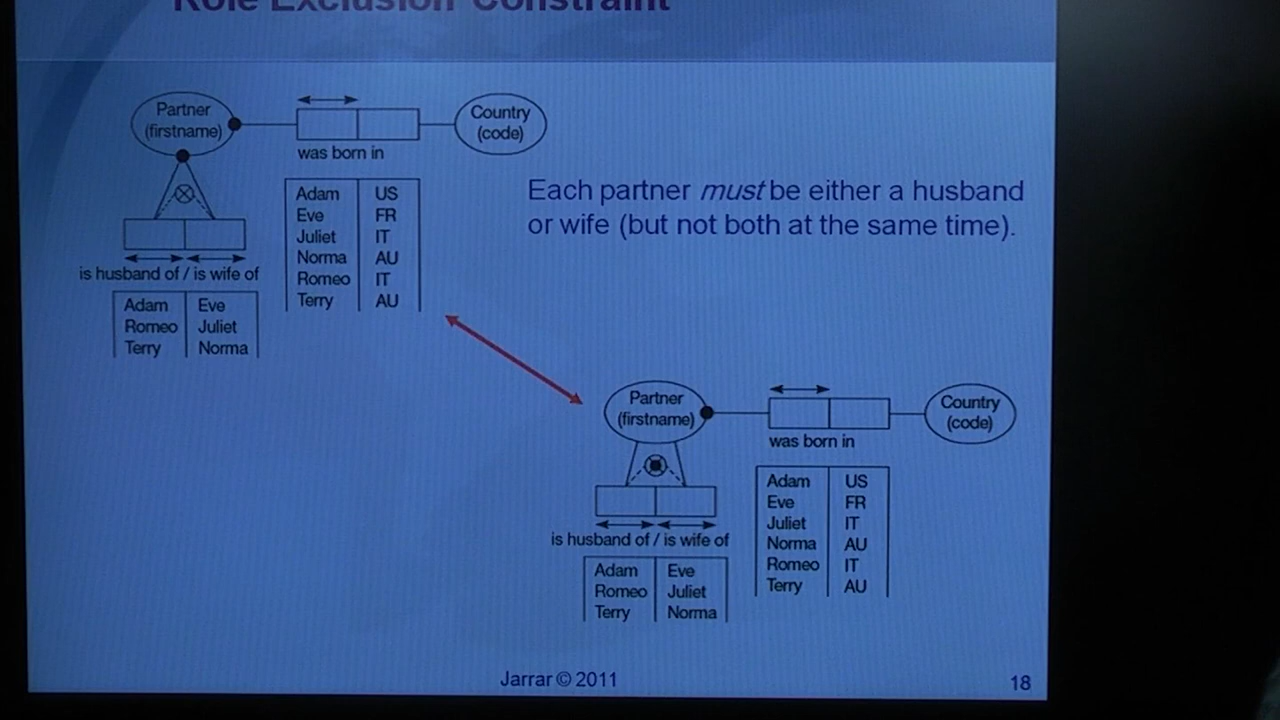 Role Exclusion Constraint
Partner
(firstname)
Country
(code)
was born in
Adam US
Eve FR
Juliet IT
Norma AU
Romeo IT
Terry AU
is husband of / is wife of
Adam Eve
Romeo Juliet
Terry Norma
Each partner must be either a husband
or wife (but not both at the same time).
Partner
(firstname)
Country
(code)
was born in
Adam US
Eve FR
Juliet IT
Norma AU
Romeo IT
Terry AU
is husband of / is wife of
Adam Eve
Romeo Juliet
Terry Norma
Jarrar © 2011
18